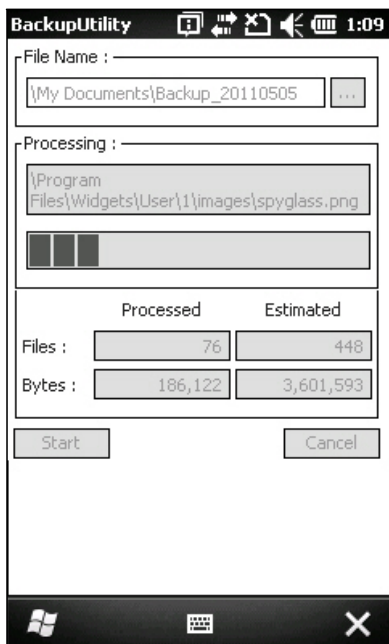 BackupUtility 1:09
File Name :
\My Documents\Backup_20110505 ...
Processing :
\Program
Files\Widgets\User\1\images\spyglass.png
Processed Estimated
Files : 76 448
Bytes : 186,122 3,601,593
Start Cancel